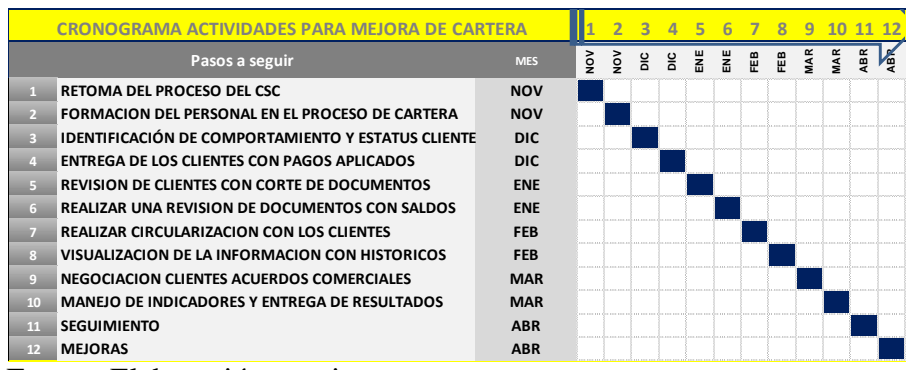 CRONOGRAMA ACTIVIDADES PARA MEJORA DE CARTERA 1 2 3 4 5 6 7 8 9 10 11 12
Pasos a seguir MES NOV NOV DIC DIC ENE ENE FEB FEB MAR MAR ABR ABR
1 RETOMA DEL PROCESO DEL CSC NOV
2 FORMACION DEL PERSONAL EN EL PROCESO DE CARTERA NOV
3 IDENTIFICACIÓN DE COMPORTAMIENTO Y ESTATUS CLIENTE DIC
4 ENTREGA DE LOS CLIENTES CON PAGOS APLICADOS DIC
5 REVISION DE CLIENTES CON CORTE DE DOCUMENTOS ENE
6 REALIZAR UNA REVISION DE DOCUMENTOS CON SALDOS ENE
7 REALIZAR CIRCULARIZACION CON LOS CLIENTES FEB
8 VISUALIZACION DE LA INFORMACION CON HISTORICOS FEB
9 NEGOCIACION CLIENTES ACUERDOS COMERCIALES MAR
10 MANEJO DE INDICADORES Y ENTREGA DE RESULTADOS MAR
11 SEGUIMIENTO ABR
12 MEJORAS ABR